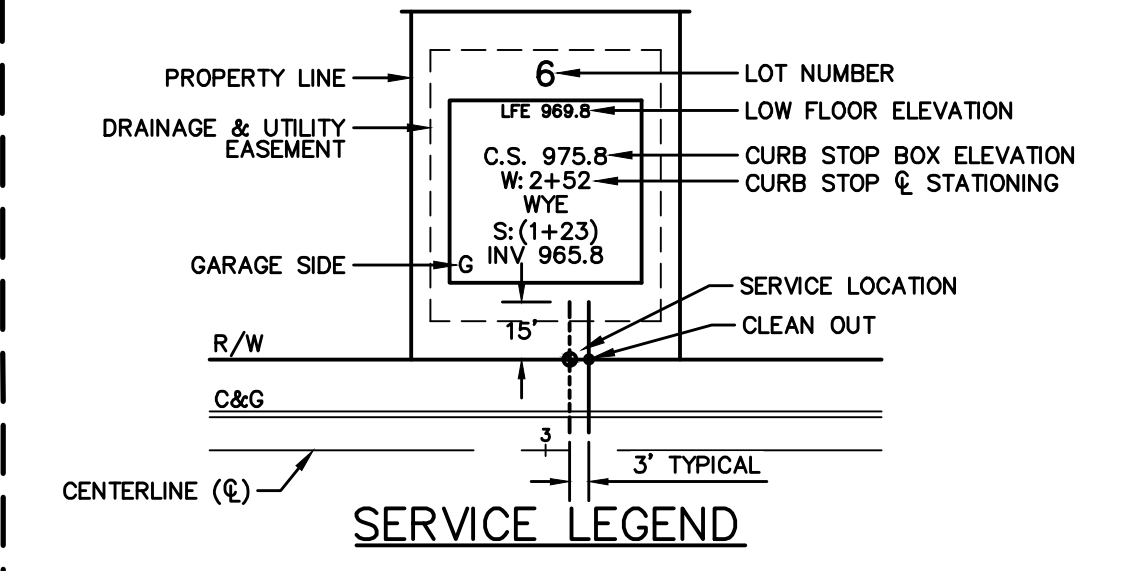 6
LOT NUMBER
PROPERTY LINE
LFE 969.8
LOW FLOOR ELEVATION
DRAINAGE & UTILITY
EASEMENT
C.S. 975.8
CURB STOP BOX ELEVATION
W: 2+52
CURB STOP ℄ STATIONING
WYE
S: (1+23)
INV 965.8
GARAGE SIDE
G
SERVICE LOCATION
15'
CLEAN OUT
R/W
C&G
3
3' TYPICAL
CENTERLINE (℄)
SERVICE LEGEND